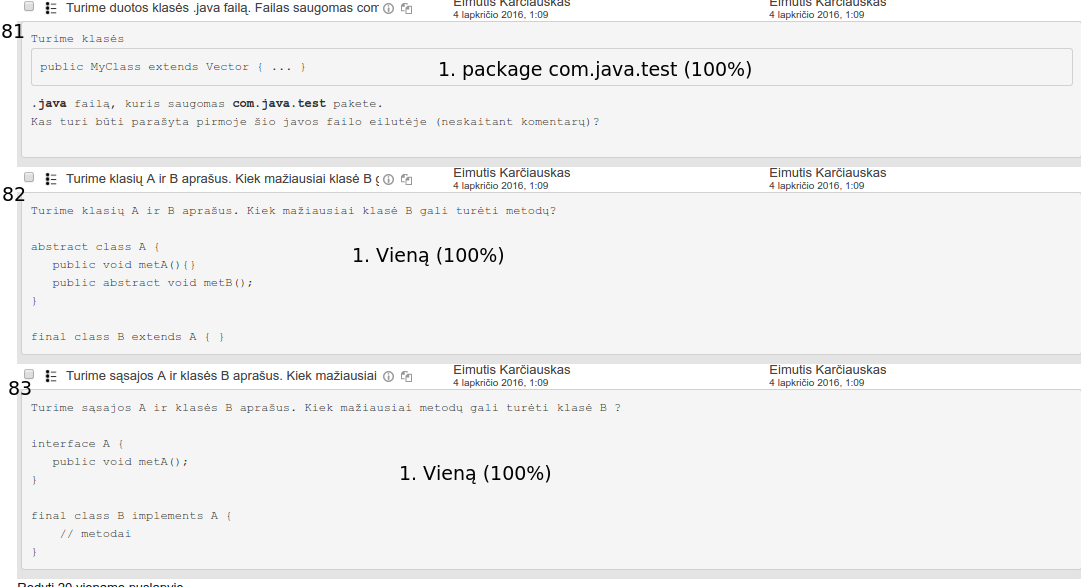 Turime duotos klasės .java failą. Failas saugomas com
Eimutis Karčiauskas
Eimutis Karčiauskas
4 lapkričio 2016, 1:09
4 lapkričio 2016, 1:09
81
Turime klasės
public MyClass extends Vector { ... }
1. package com.java.test (100%)
.java failą, kuris saugomas com.java.test pakete.
Kas turi būti parašyta pirmoje šio javos failo eilutėje (neskaitant komentarų)?
Turime klasių A ir B aprašus. Kiek mažiausiai klasė B g
Eimutis Karčiauskas
Eimutis Karčiauskas
4 lapkričio 2016, 1:09
4 lapkričio 2016, 1:09
82
Turime klasių A ir B aprašus. Kiek mažiausiai klasė B gali turėti metodų?
abstract class A {
public void metA(){}
public abstract void metB();
}
1. Vieną (100%)
final class B extends A { }
Turime sąsajos A ir klasės B aprašus. Kiek mažiausiai
Eimutis Karčiauskas
Eimutis Karčiauskas
4 lapkričio 2016, 1:09
4 lapkričio 2016, 1:09
83
Turime sąsajos A ir klasės B aprašus. Kiek mažiausiai metodų gali turėti klasė B ?
interface A {
public void metA();
}
1. Vieną (100%)
final class B implements A {
// metodai
}
Rodyti 20 viename puslapyje